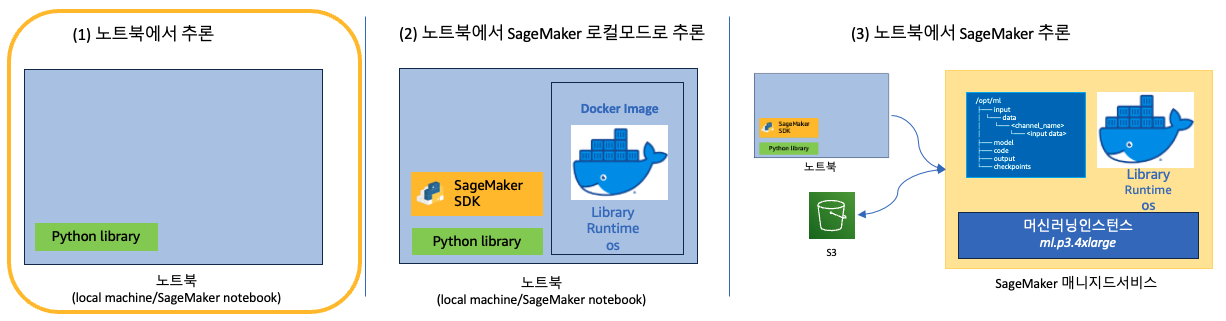 (1) 노트북에서 추론
Python library
노트북
(local machine/SageMaker notebook)
(2) 노트북에서 SageMaker 로컬모드로 추론
Docker Image
SageMaker
SDK
Python library
Library
Runtime
OS
노트북
(local machine/SageMaker notebook)
(3) 노트북에서 SageMaker 추론
SageMaker
SDK
Python library
노트북
S3
/opt/ml
input
data
<channel_name>
<input data>
model
code
output
checkpoints
Library
Runtime
OS
머신러닝인스턴스
ml.p3.4xlarge
SageMaker 매니지드서비스